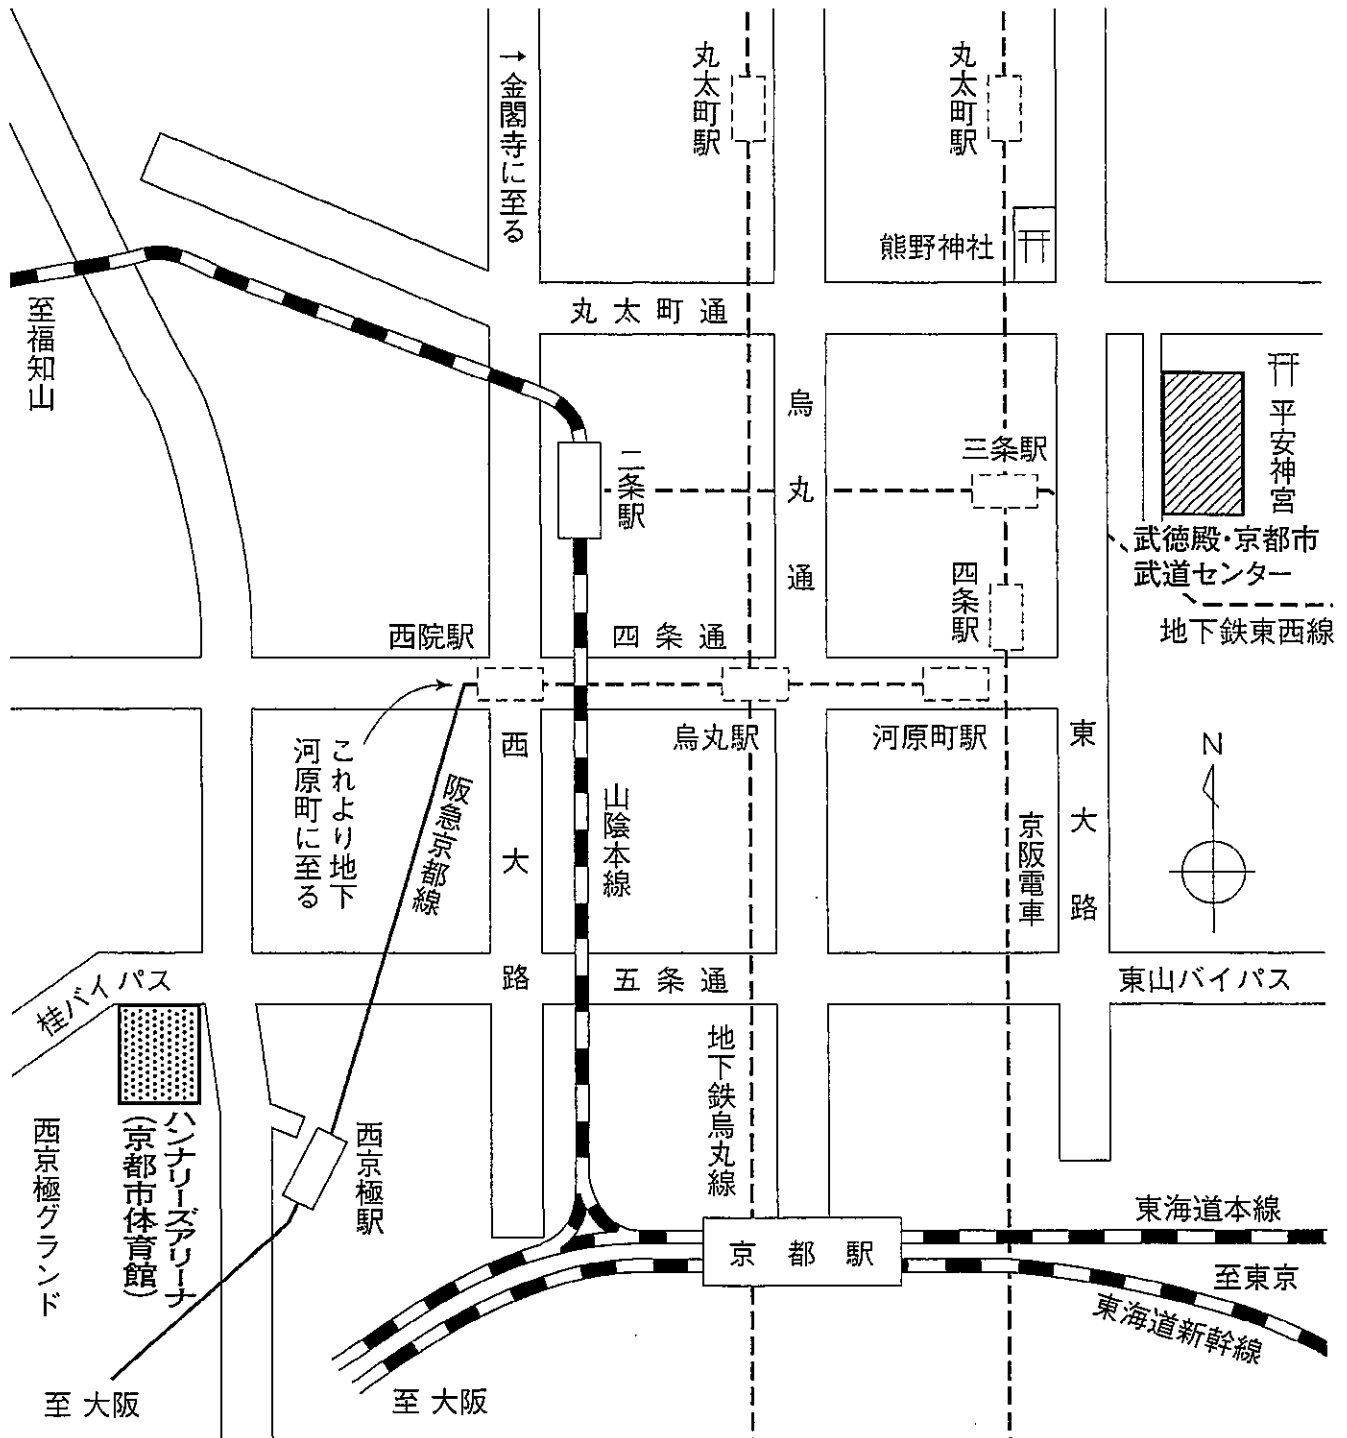 →金閣寺に至る
丸太町駅
丸太町駅
熊野神社
丸太町通
至福知山
烏丸通
二条駅
三条駅
平安神宮
武徳殿・京都市
武道センター
地下鉄東西線
四条駅
西院駅
四条通
烏丸駅
河原町駅
これより地下
河原町に至る
阪急京都線
西大路
山陰本線
京阪電車
東大路
N
桂バイパス
五条通
東山バイパス
地下鉄烏丸線
西京極グランド
ハンナリーズアリーナ
(京都市体育館)
西京極駅
京都駅
東海道本線
至東京
東海道新幹線
至 大阪
至 大阪